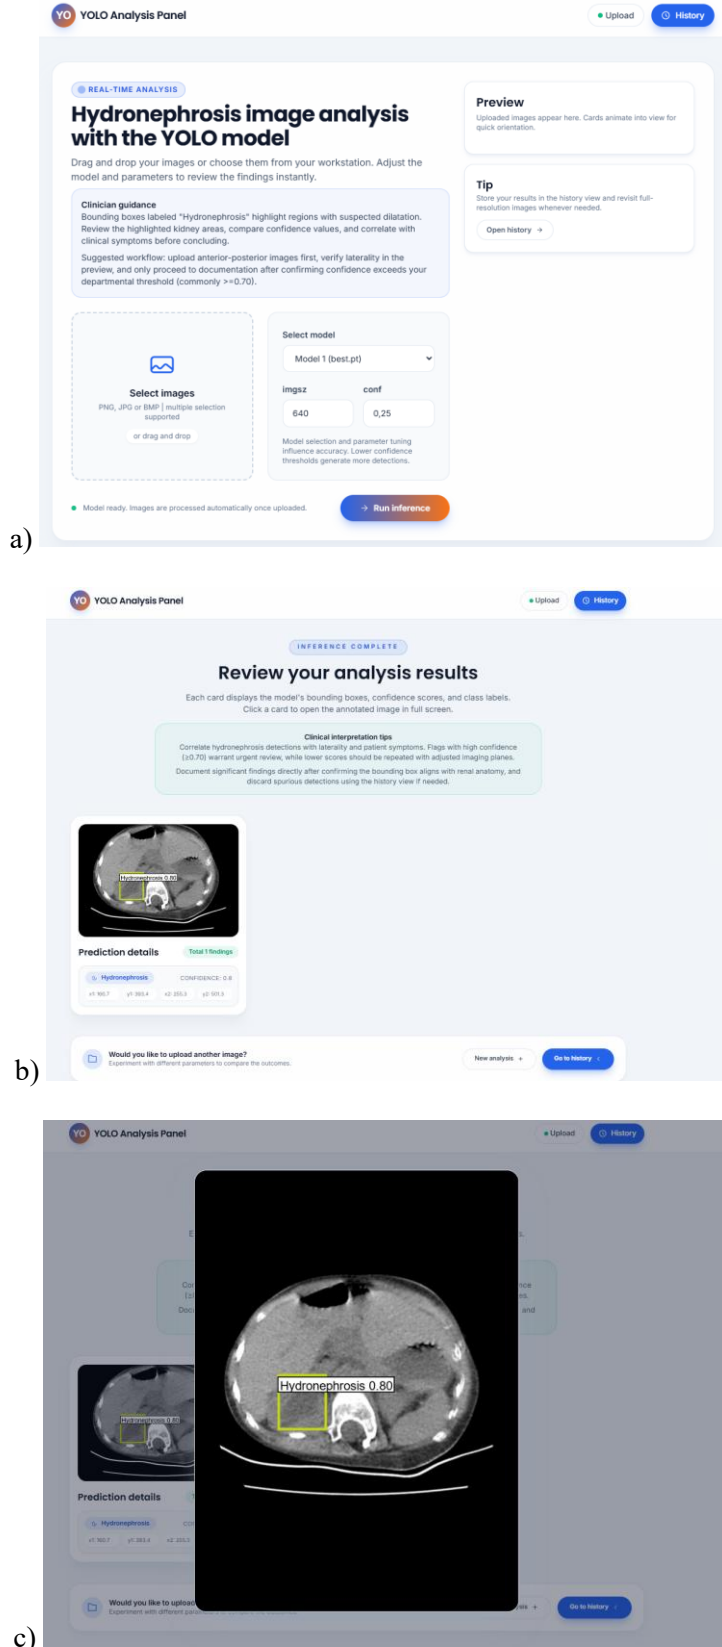 YO YOLO Analysis Panel
Upload
History
REAL-TIME ANALYSIS
Hydronephrosis image analysis
with the YOLO model
Drag and drop your images or choose them from your workstation. Adjust the
model and parameters to review the findings instantly.
Clinician guidance
Bounding boxes labeled "Hydronephrosis" highlight regions with suspected dilatation.
Review the highlighted kidney areas, compare confidence values, and correlate with
clinical symptoms before concluding.
Suggested workflow: upload anterior-posterior images first, verify laterality in the
preview, and only proceed to documentation after confirming confidence exceeds your
departmental threshold (commonly >=0.70).
Preview
Uploaded images appear here. Cards animate into view for
quick orientation.
Tip
Store your results in the history view and revisit full-
resolution images whenever needed.
Open history →
Select images
PNG, JPG or BMP | multiple selection
supported
or drag and drop
Select model
Model 1 (best.pt)
imgsz conf
640 0,25
Model selection and parameter tuning
influence accuracy. Lower confidence
thresholds generate more detections.
Model ready. Images are processed automatically once uploaded.
→ Run inference
a)
YO YOLO Analysis Panel
Upload
History
INFERENCE COMPLETE
Review your analysis results
Each card displays the model's bounding boxes, confidence scores, and class labels.
Click a card to open the annotated image in full screen.
Clinical interpretation tips
Correlate hydronephrosis detections with laterality and patient symptoms. Flags with high confidence
(≥0.70) warrant urgent review, while lower scores should be repeated with adjusted imaging planes.
Document significant findings directly after confirming the bounding box aligns with renal anatomy, and
discard spurious detections using the history view if needed.
Hydronephrosis 0.80
Prediction details
Total 1 findings
Hydronephrosis
CONFIDENCE: 0.8
Would you like to upload another image?
Experiment with different parameters to compare the outcomes.
New analysis +
Go to history
b)
YO YOLO Analysis Panel
Upload
History
Hydronephrosis 0.80
Hydronephrosis 0.80
Prediction details
Hydronephrosis
Would you like to upload
Experiment with different
Go to history
c)